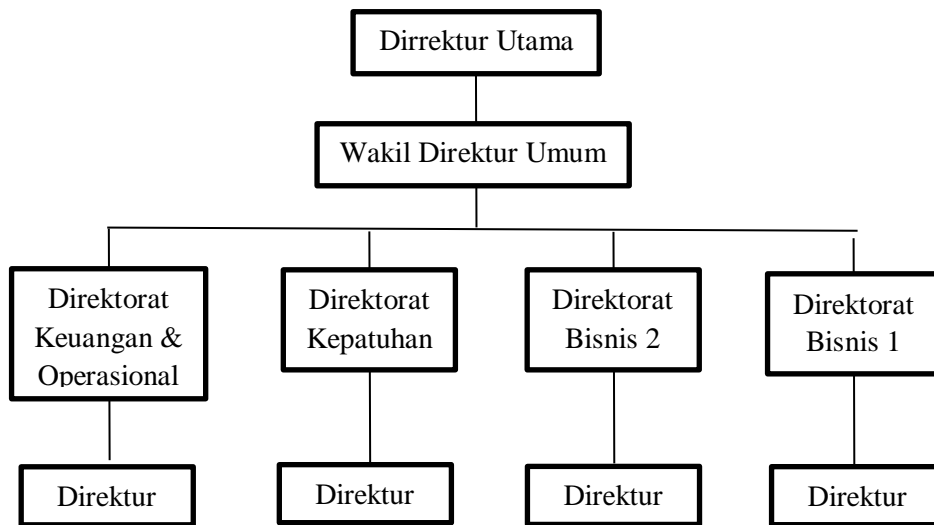 Dirrektur Utama
Wakil Direktur Umum
Direktorat
Keuangan &
Operasional
Direktorat
Kepatuhan
Direktorat
Bisnis 2
Direktorat
Bisnis 1
Direktur
Direktur
Direktur
Direktur